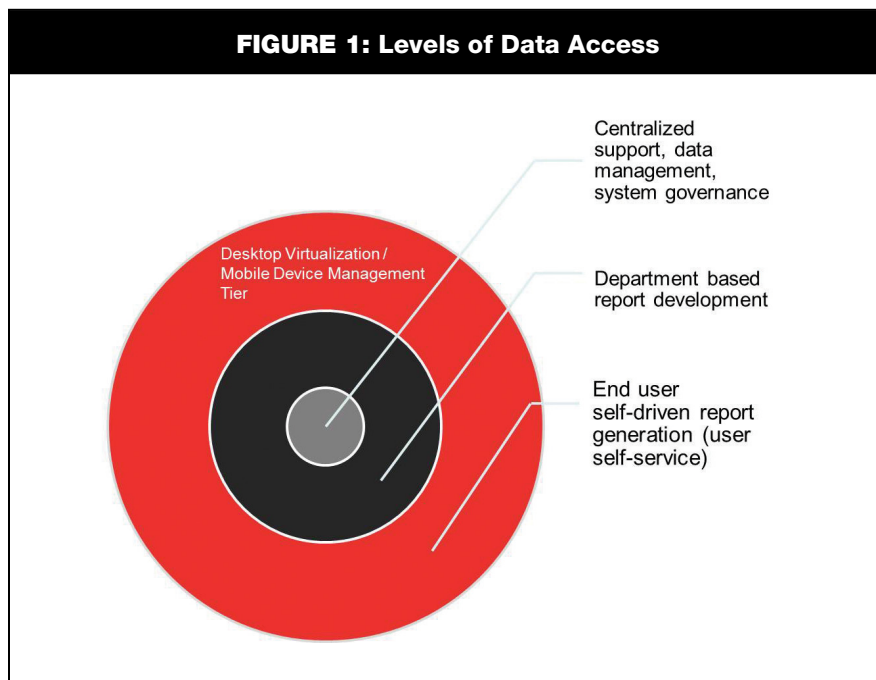 FIGURE 1: Levels of Data Access
Centralized
support, data
management,
system governance
Desktop Virtualization /
Mobile Device Management
Tier
Department based
report development
End user
self-driven report
generation (user
self-service)